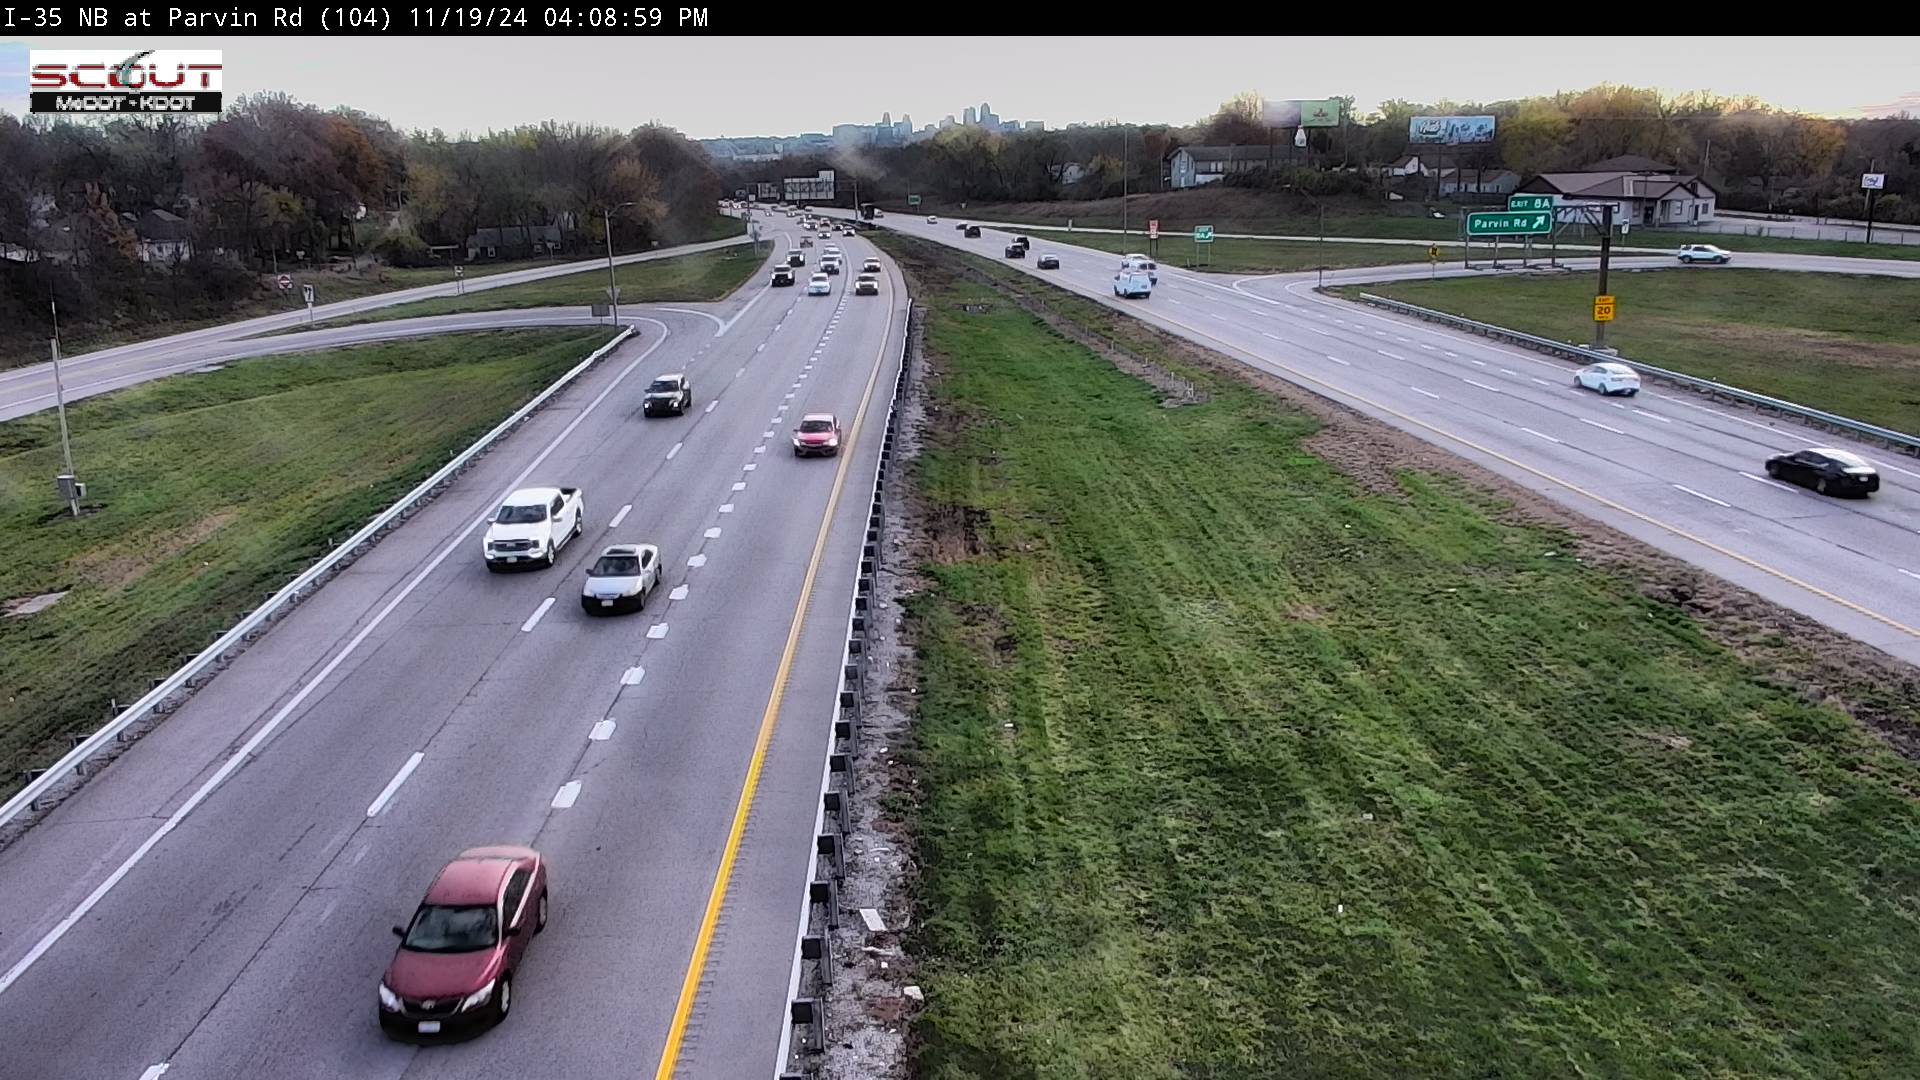 I-35 NB at Parvin Rd (104) 11/19/24 04:08:59 PM
SCOUT
MoDOT - KDOT
EXIT 8A
Parvin Rd
EXIT
20